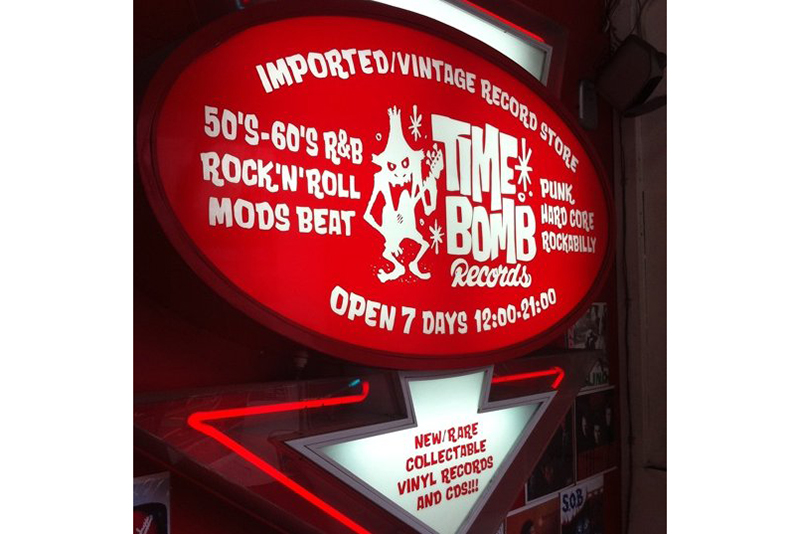 IMPORTED/VINTAGE RECORD STORE
50'S-60'S R&B
ROCK'N'ROLL
MODS BEAT
TIME
BOMB
Records
PUNK
HARD CORE
ROCKABILLY
OPEN 7 DAYS 12:00-21:00
NEW/RARE
COLLECTABLE
VINYL RECORDS
AND CDS!!!
S.O.B